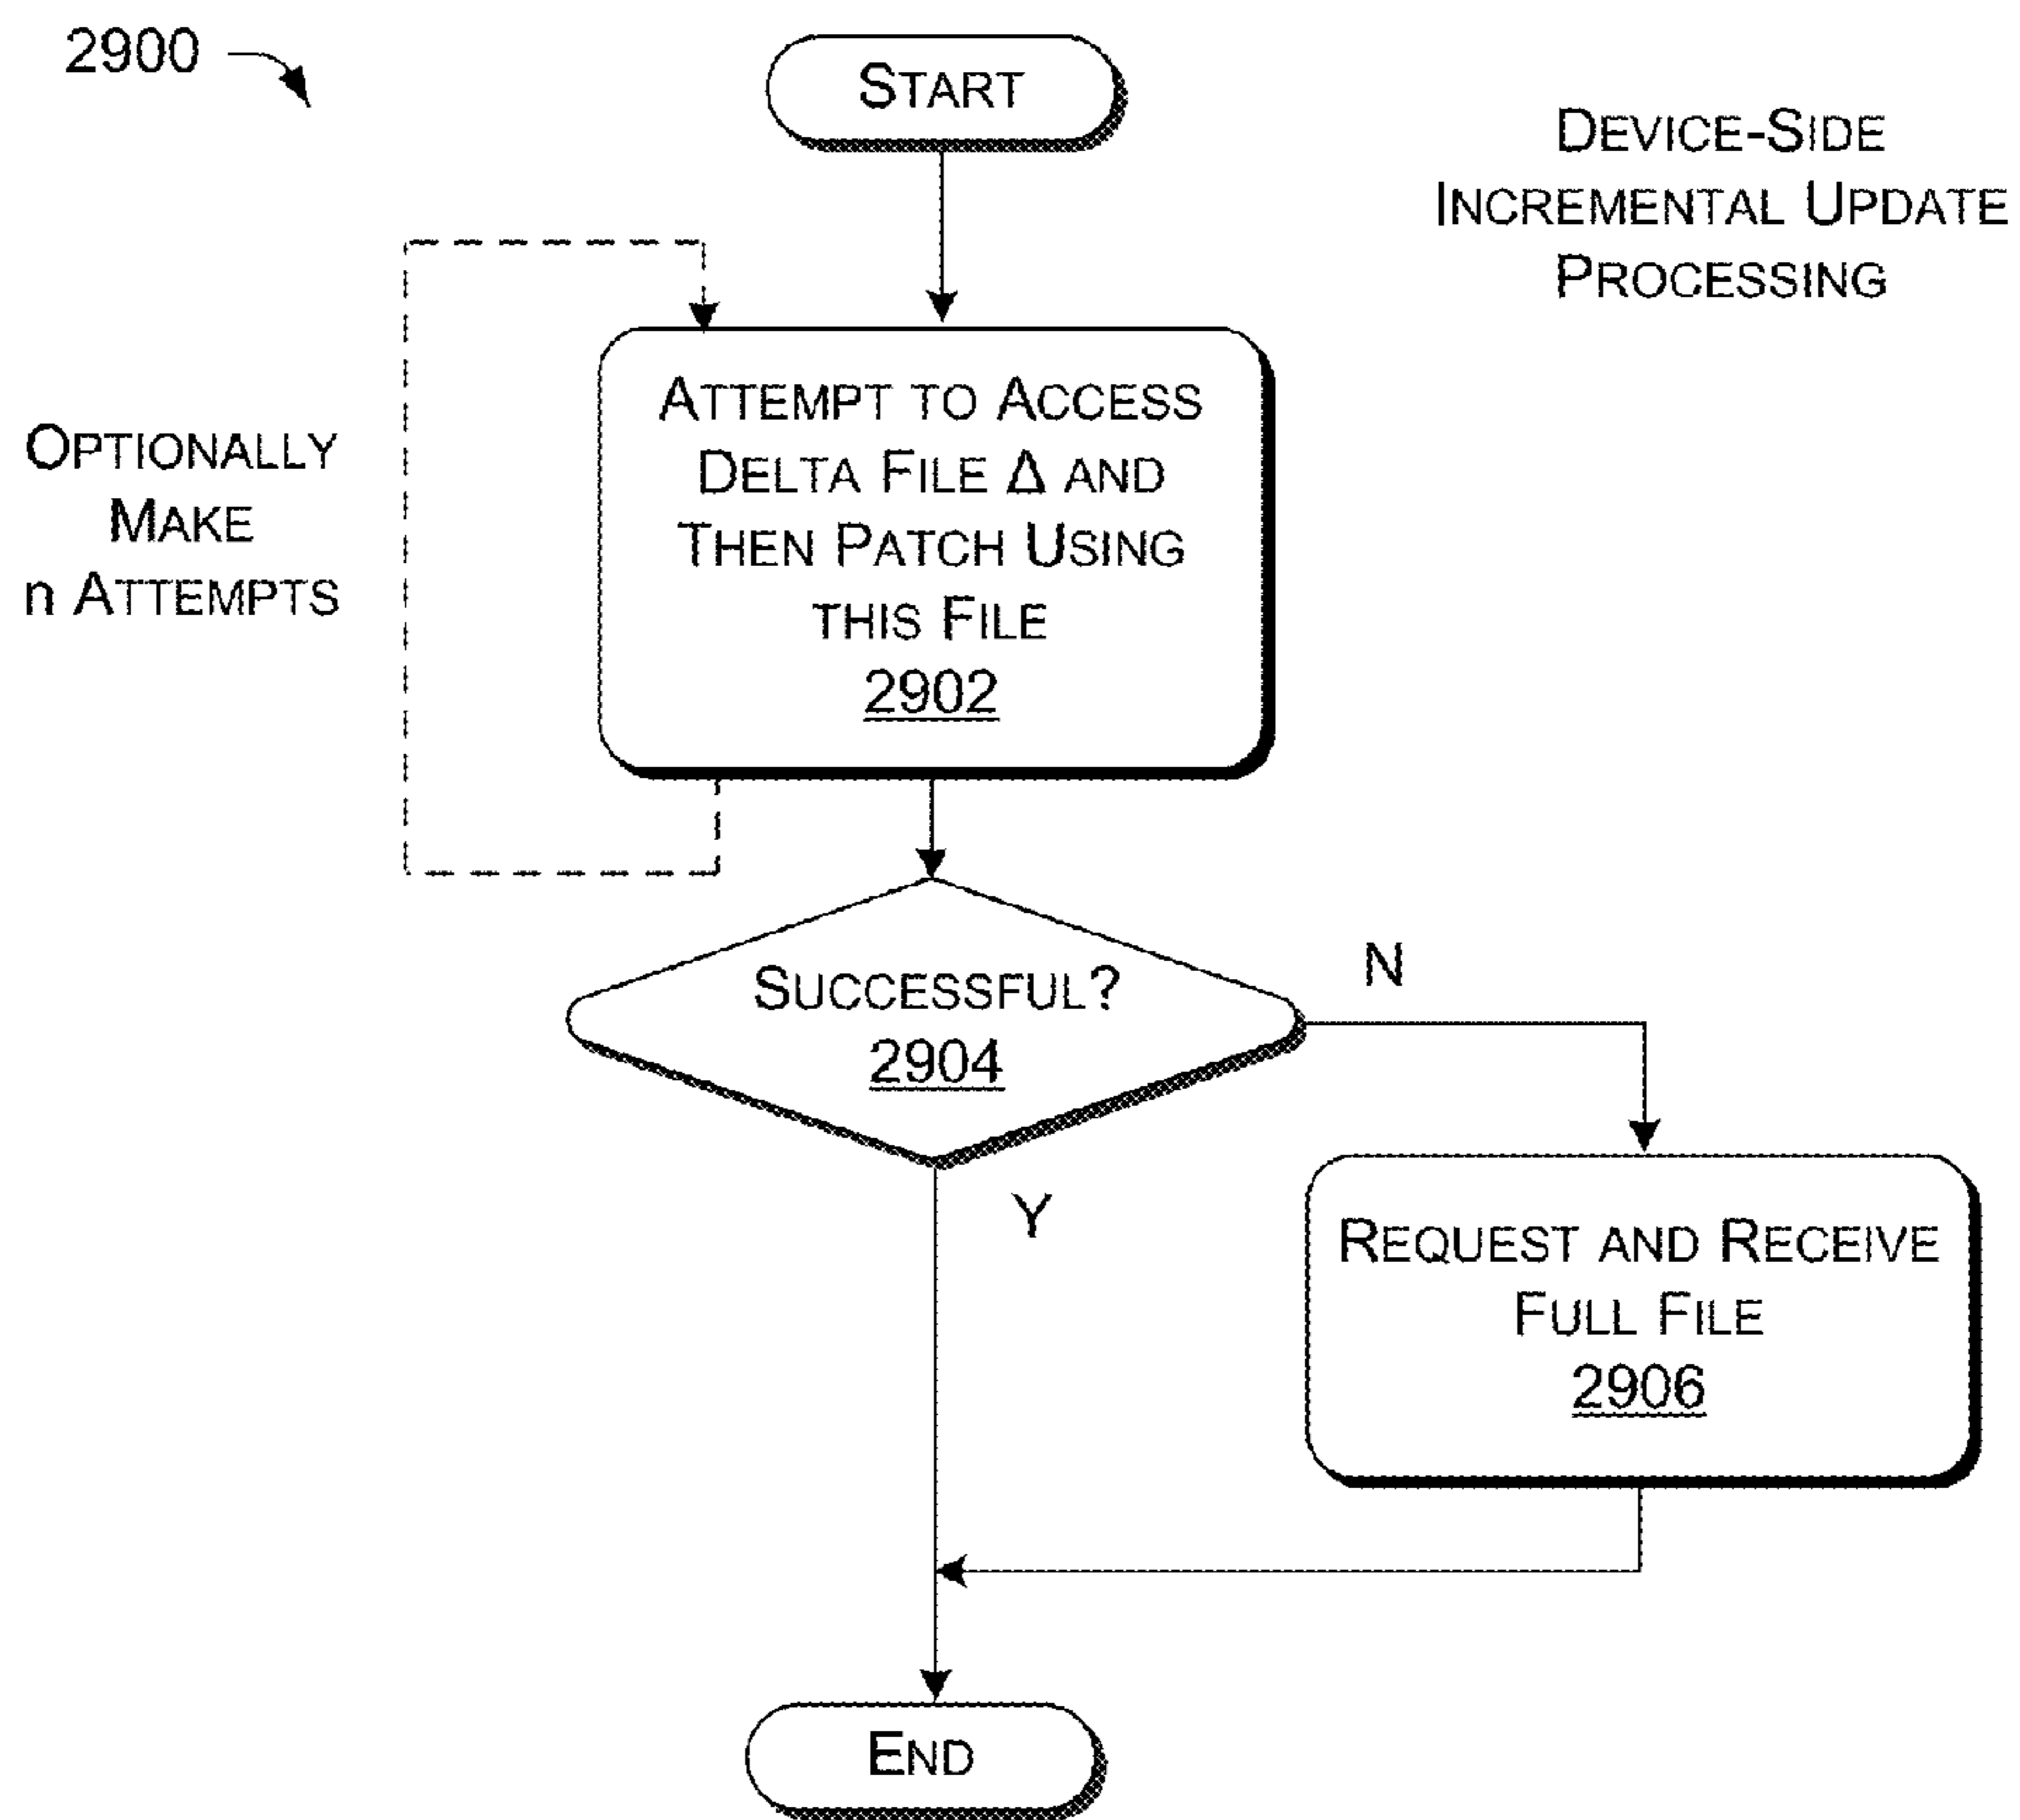 2900
START
DEVICE-SIDE
INCREMENTAL UPDATE
PROCESSING
OPTIONALLY
MAKE
n ATTEMPTS
ATTEMPT TO ACCESS
DELTA FILE Δ AND
THEN PATCH USING
THIS FILE
2902
SUCCESSFUL?
2904
N
Y
REQUEST AND RECEIVE
FULL FILE
2906
END